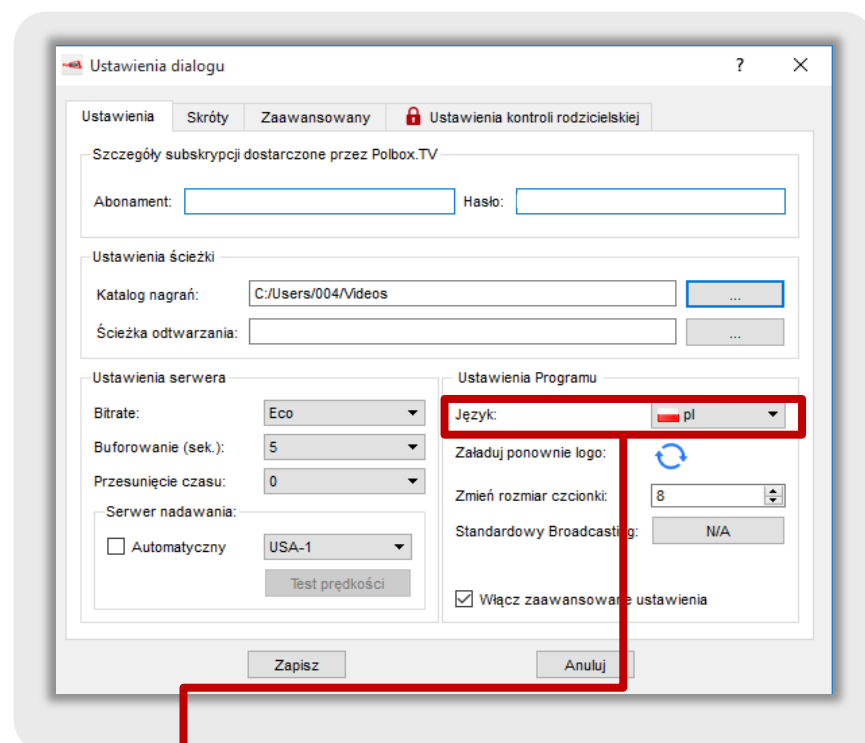 Ustawienia dialogu ?
Ustawienia Skróty Zaawansowany Ustawienia kontroli rodzicielskiej
Szczegóły subskrypcji dostarczone przez Polbox.TV
Abonament: Hasło:
Ustawienia ścieżki
Katalog nagrań: C:/Users/004/Videos ...
Ścieżka odtwarzania: ...
Ustawienia serwera
Bitrate: Eco
Buforowanie (sek.): 5
Przesunięcie czasu: 0
Serwer nadawania:
Automatyczny USA-1
Test prędkości
Ustawienia Programu
Język: pl
Załaduj ponownie logo:
Zmień rozmiar czcionki: 8
Standardowy Broadcasting: N/A
Włącz zaawansowane ustawienia
Zapisz Anuluj